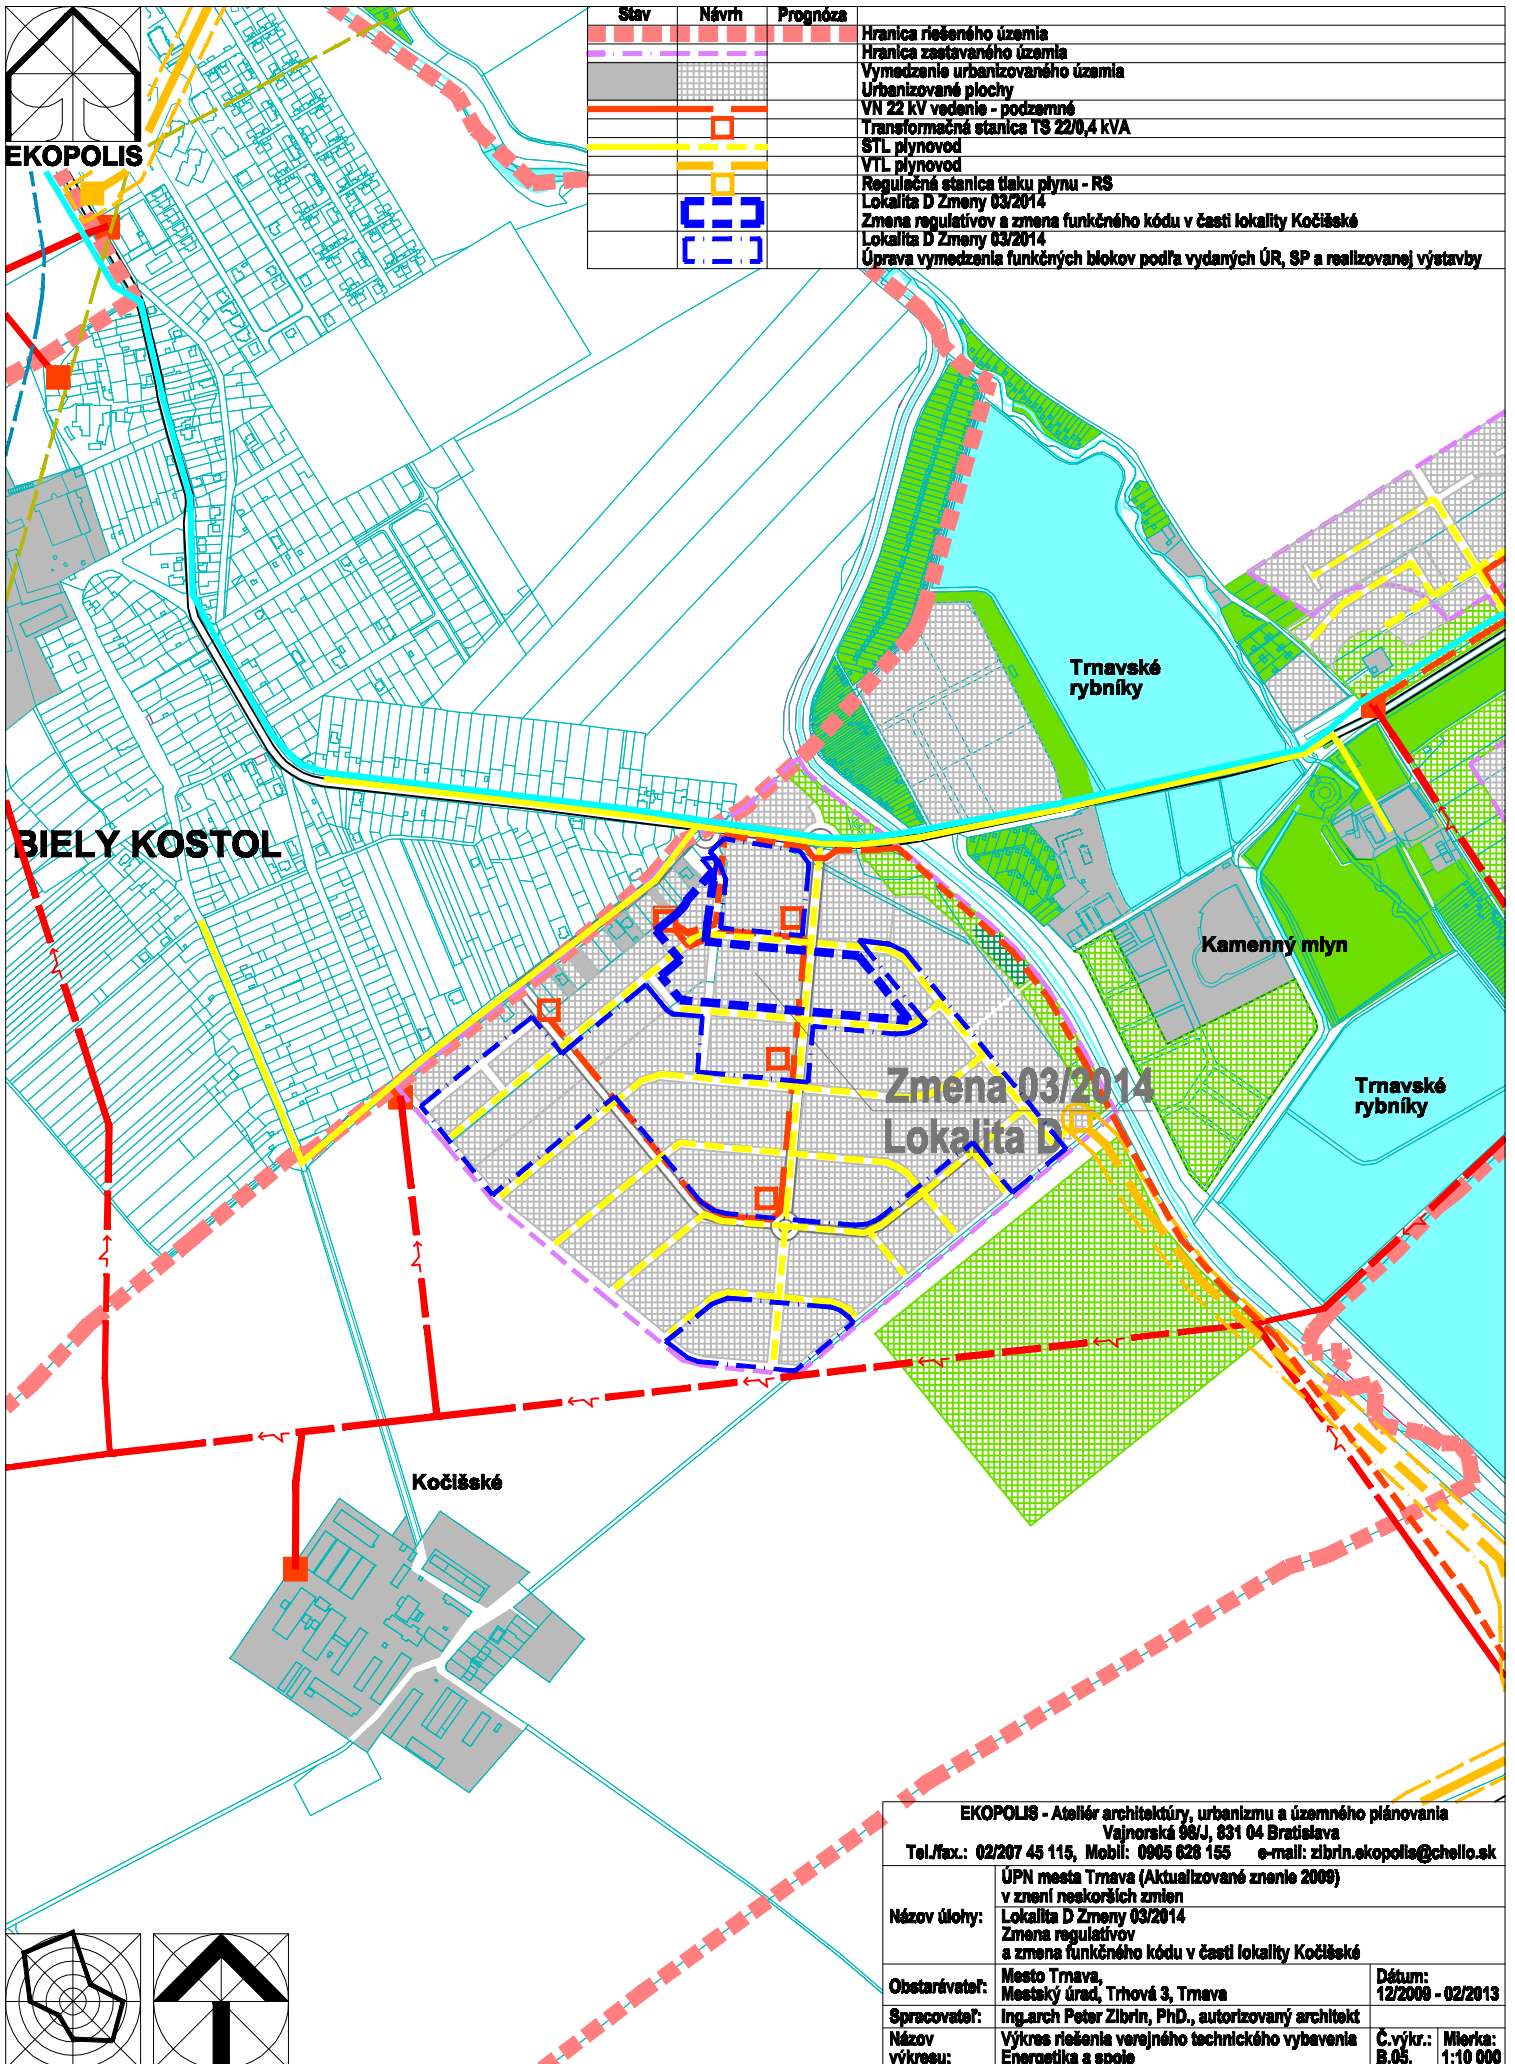 EKOPOLIS
Stav Návrh Prognóza
Hranica riešeného územia
Hranica zastavaného územia
Vymedzenie urbanizovaného územia
Urbanizované plochy
VN 22 kV vedenie - podzemné
Transformačná stanica TS 22/0,4 kVA
STL plynovod
VTL plynovod
Regulačná stanica tlaku plynu - RS
Lokalita D Zmeny 03/2014
Zmena regulatívov a zmena funkčného kódu v časti lokality Kočišské
Lokalita D Zmeny 03/2014
Úprava vymedzenia funkčných blokov podľa vydaných ÚR, SP a realizovanej výstavby
Trnavské
rybníky
BIELY KOSTOL
Kamenný mlyn
Zmena 03/2014
Lokalita D
Trnavské
rybníky
Kočišské
EKOPOLIS - Ateliér architektúry, urbanizmu a územného plánovania
Vajnorská 98/J, 831 04 Bratislava
Tel./fax.: 02/207 45 115, Mobil: 0905 628 155 e-mail: zibrin.ekopolis@chello.sk
Názov úlohy:
ÚPN mesta Trnava (Aktualizované znenie 2009)
v znení neskorších zmien
Lokalita D Zmeny 03/2014
Zmena regulatívov
a zmena funkčného kódu v časti lokality Kočišské
Obstarávateľ:
Mesto Trnava,
Mestský úrad, Trhová 3, Trnava
Dátum:
12/2009 - 02/2013
Spracovateľ: Ing.arch Peter Zibrin, PhD., autorizovaný architekt
Názov
výkresu:
Výkres riešenia verejného technického vybavenia
Energetika a spoje
Č.výkr.:
B.05.
Mierka:
1:10 000